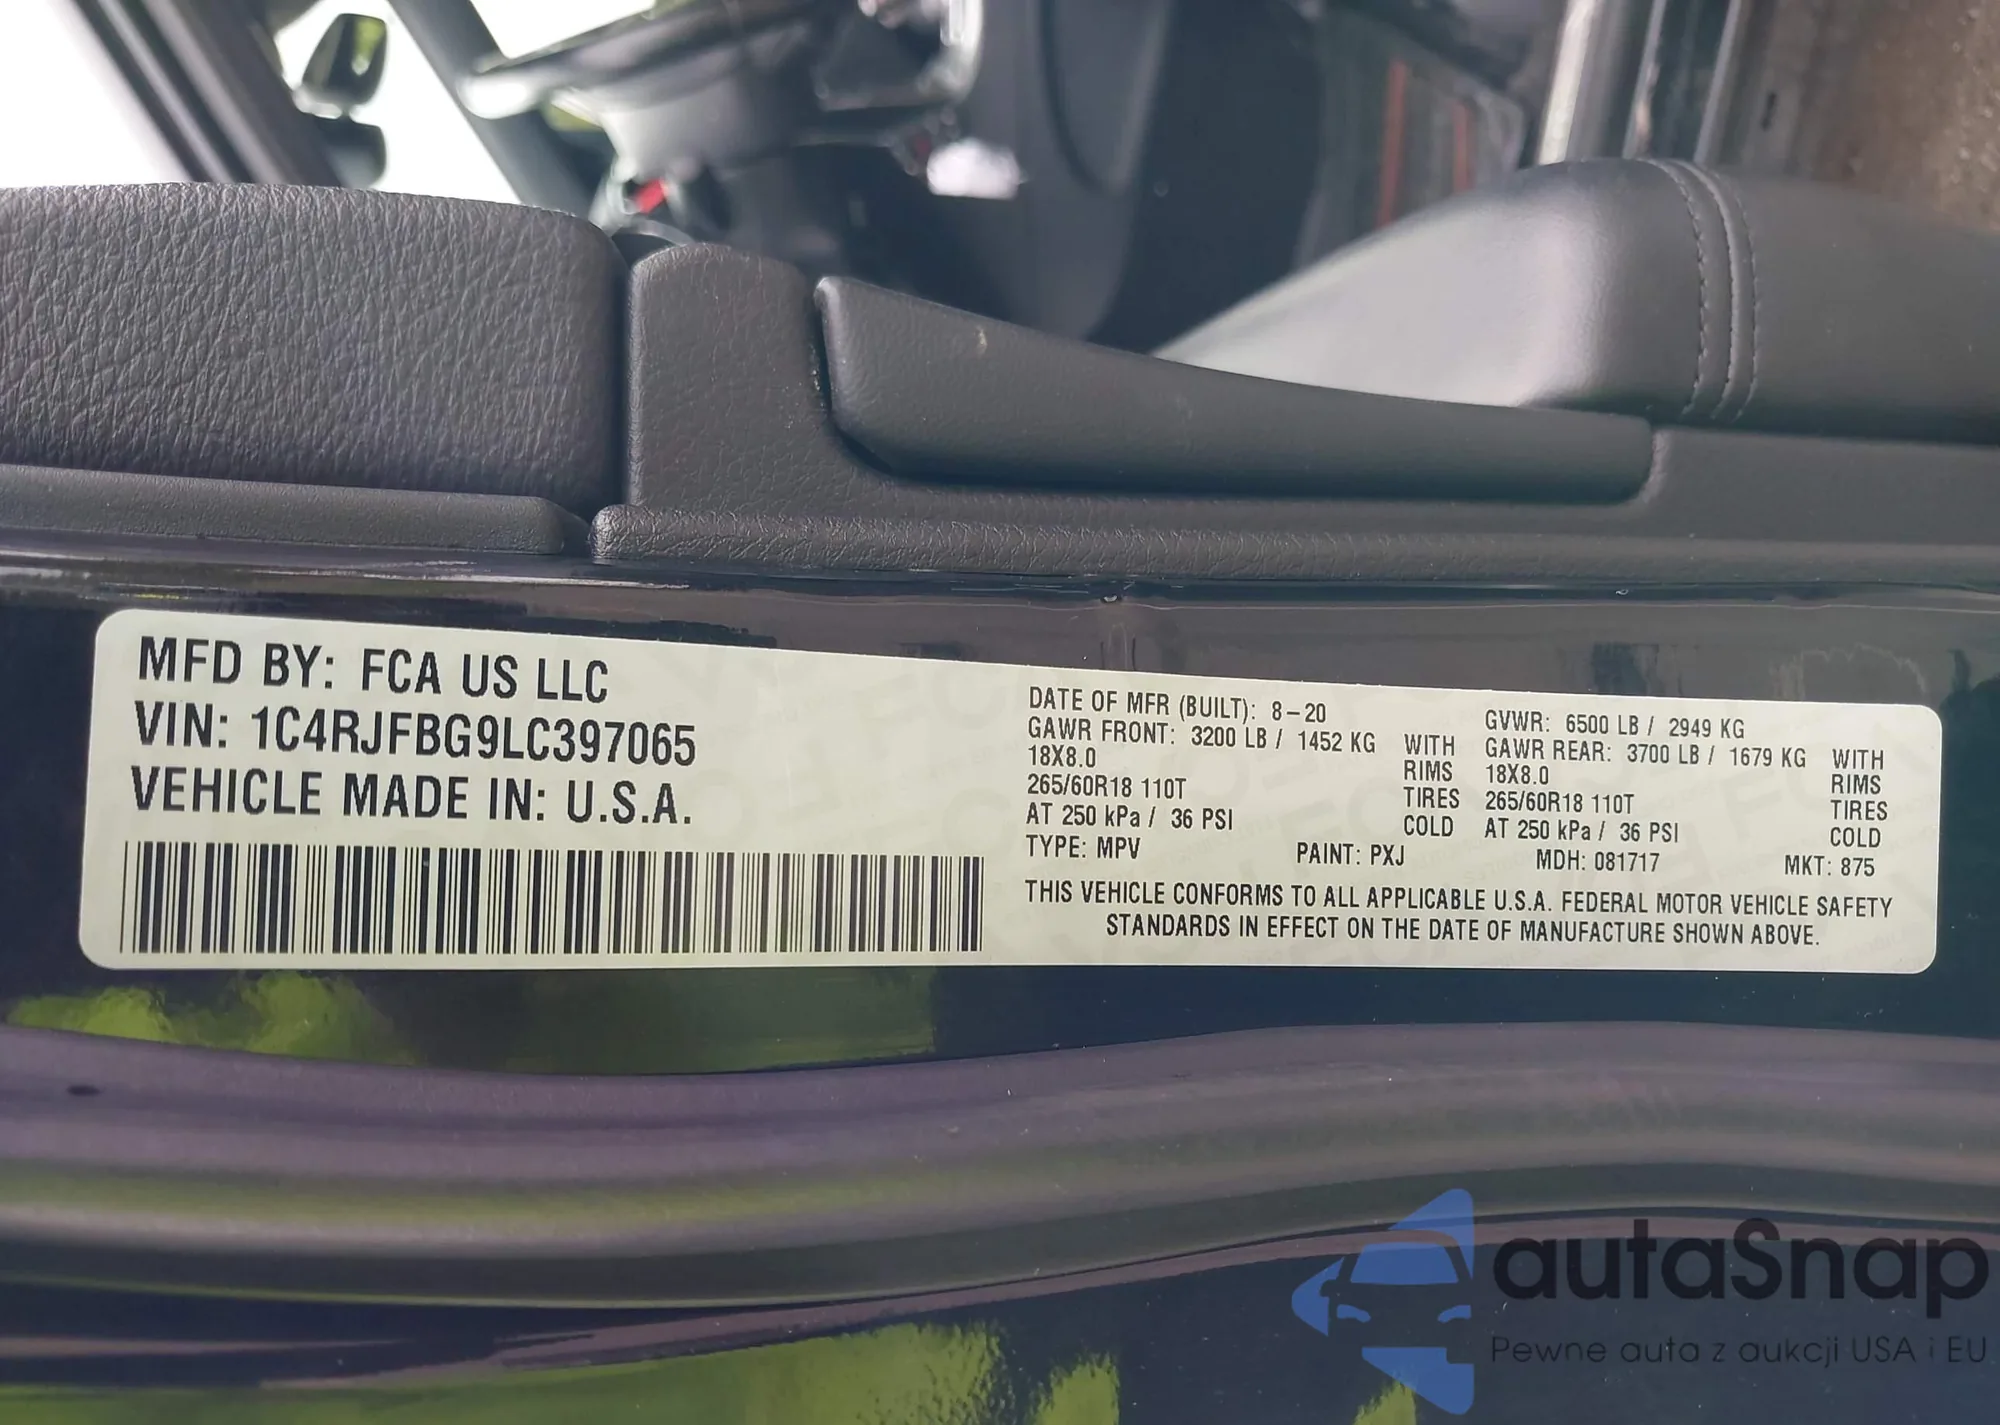 MFD BY: FCA US LLC
VIN: 1C4RJFBG9LC397065
VEHICLE MADE IN: U.S.A.
DATE OF MFR (BUILT): 8-20
GAWR FRONT: 3200 LB / 1452 KG WITH
18X8.0 RIMS
265/60R18 110T TIRES
AT 250 kPa / 36 PSI COLD
GVWR: 6500 LB / 2949 KG
GAWR REAR: 3700 LB / 1679 KG WITH
18X8.0 RIMS
265/60R18 110T TIRES
AT 250 kPa / 36 PSI COLD
TYPE: MPV PAINT: PXJ MDH: 081717 MKT: 875
THIS VEHICLE CONFORMS TO ALL APPLICABLE U.S.A. FEDERAL MOTOR VEHICLE SAFETY
STANDARDS IN EFFECT ON THE DATE OF MANUFACTURE SHOWN ABOVE.
autaSnap
Pewne auta z aukcji USA i EU